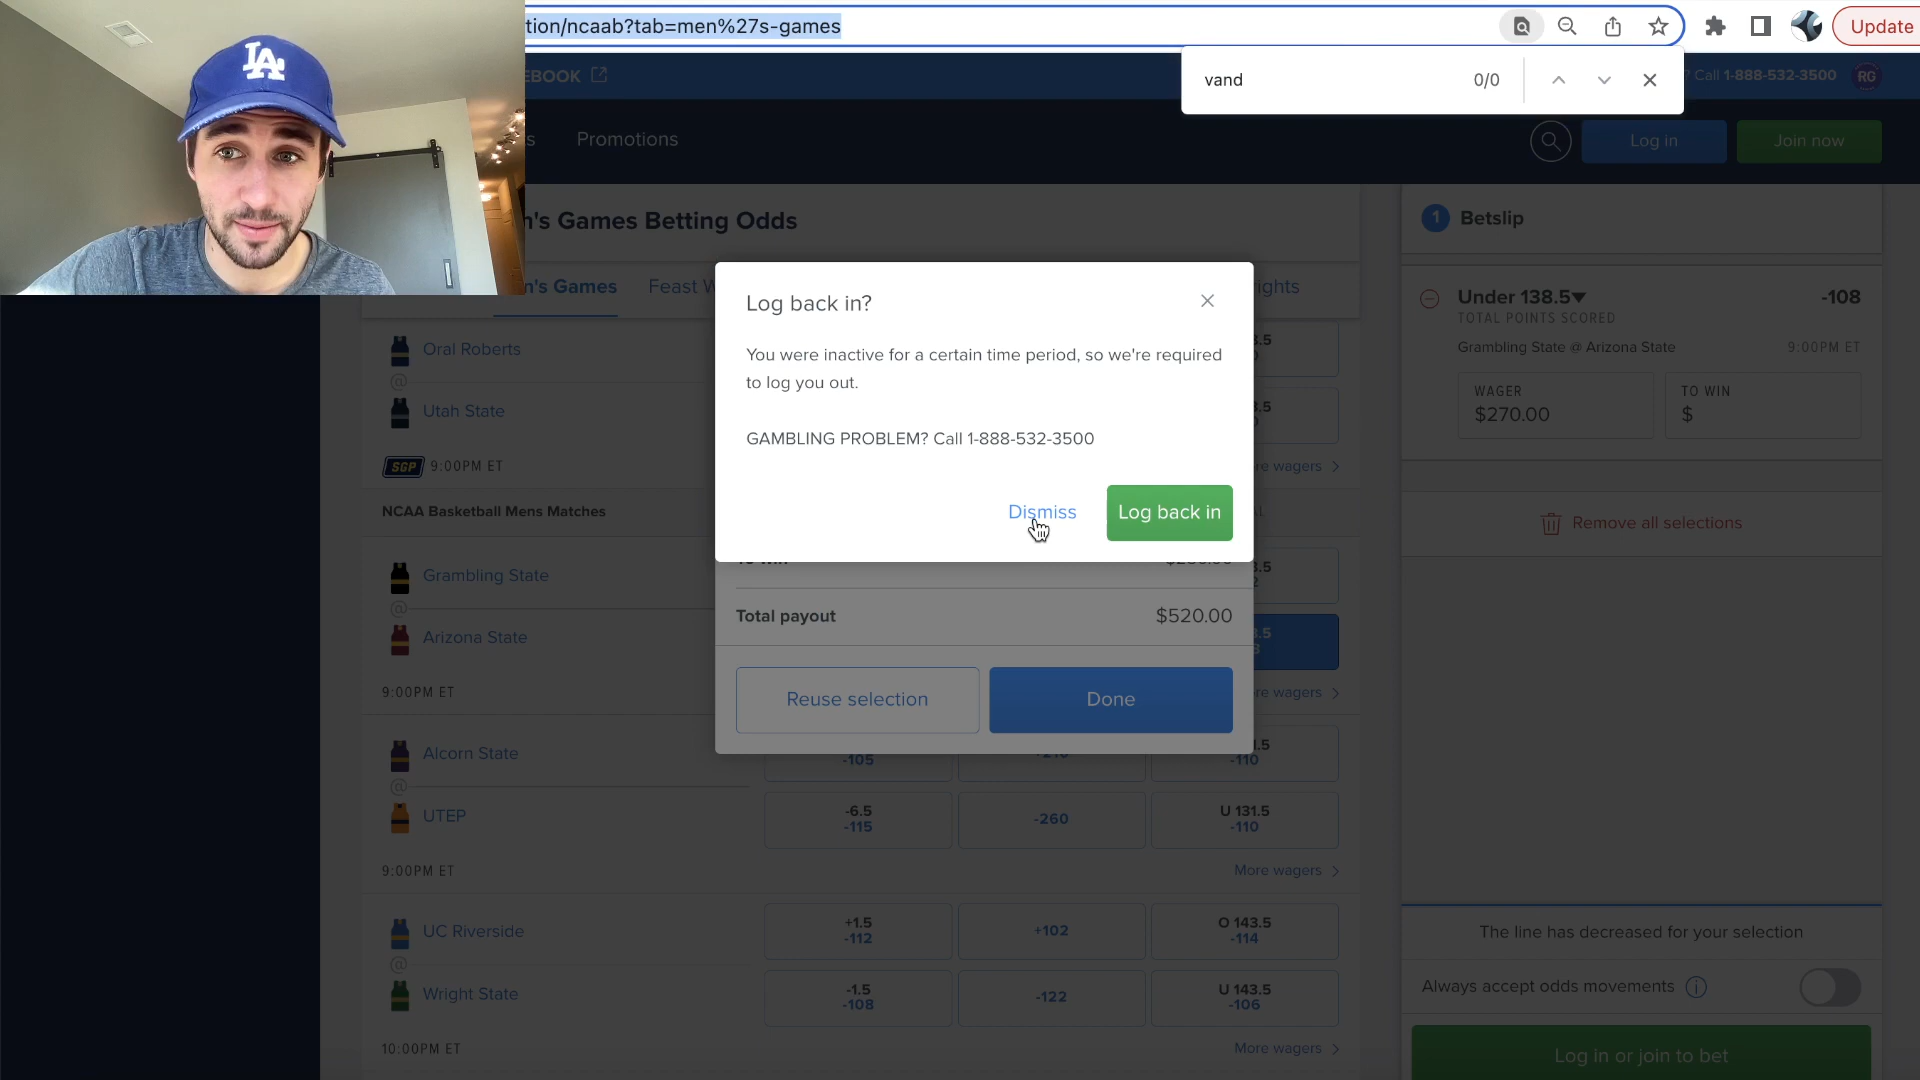 tion/ncaab?tab=men%27s-games
Update
vand
0/0
EBOOK
? Call 1-888-532-3500
RG
LA
s
Promotions
Log in
Join now
n's Games Betting Odds
n's Games
Feast W
ights
Oral Roberts
@
Utah State
SGP 9:00PM ET
re wagers
NCAA Basketball Mens Matches
Grambling State
@
Arizona State
9:00PM ET
re wagers
Alcorn State
-105
-110
@
UTEP
-6.5
-115
-260
U 131.5
-110
9:00PM ET
More wagers
UC Riverside
+1.5
-112
+102
O 143.5
-114
@
Wright State
-1.5
-108
-122
U 143.5
-106
10:00PM ET
More wagers
Log back in?
You were inactive for a certain time period, so we're required
to log you out.
GAMBLING PROBLEM? Call 1-888-532-3500
Dismiss
Log back in
Total payout
$520.00
Reuse selection
Done
1 Betslip
Under 138.5
-108
TOTAL POINTS SCORED
Grambling State @ Arizona State
9:00PM ET
WAGER
$270.00
TO WIN
$
Remove all selections
The line has decreased for your selection
Always accept odds movements
Log in or join to bet